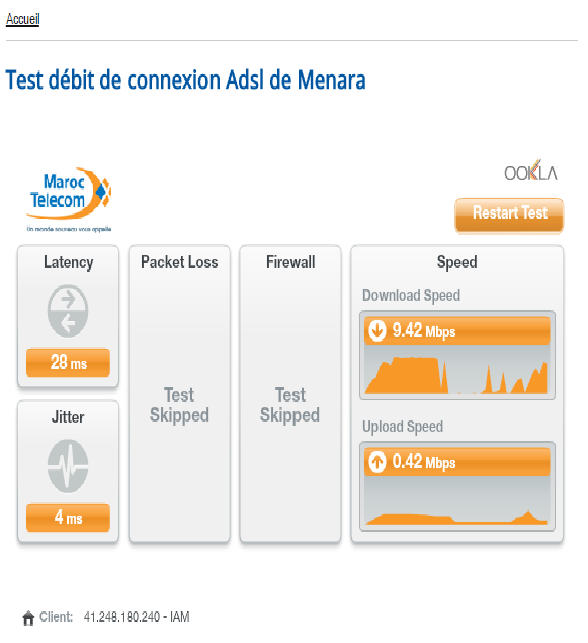 Accueil
Test débit de connexion Adsl de Menara
Maroc
Telecom
Un monde nouveau vous appelle
OOKLA
Restart Test
Latency
28 ms
Jitter
4 ms
Packet Loss
Test
Skipped
Firewall
Test
Skipped
Speed
Download Speed
9.42 Mbps
Upload Speed
0.42 Mbps
Client: 41.248.180.240 - IAM